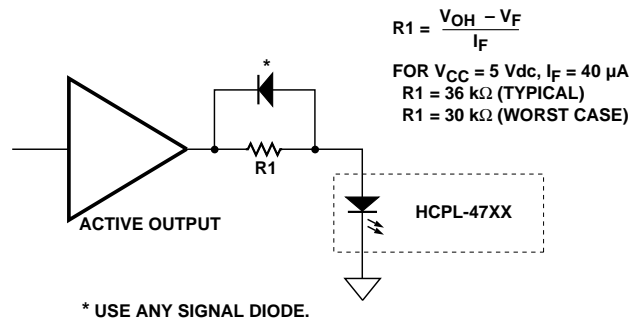 R1 = V_OH – V_F / I_F
FOR V_CC = 5 Vdc, I_F = 40 µA
R1 = 36 kΩ (TYPICAL)
R1 = 30 kΩ (WORST CASE)
*
R1
ACTIVE OUTPUT
HCPL-47XX
* USE ANY SIGNAL DIODE.